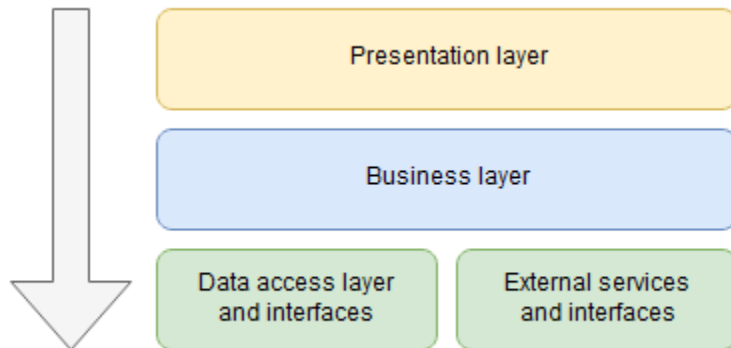 Presentation layer
Business layer
Data access layer
and interfaces
External services
and interfaces